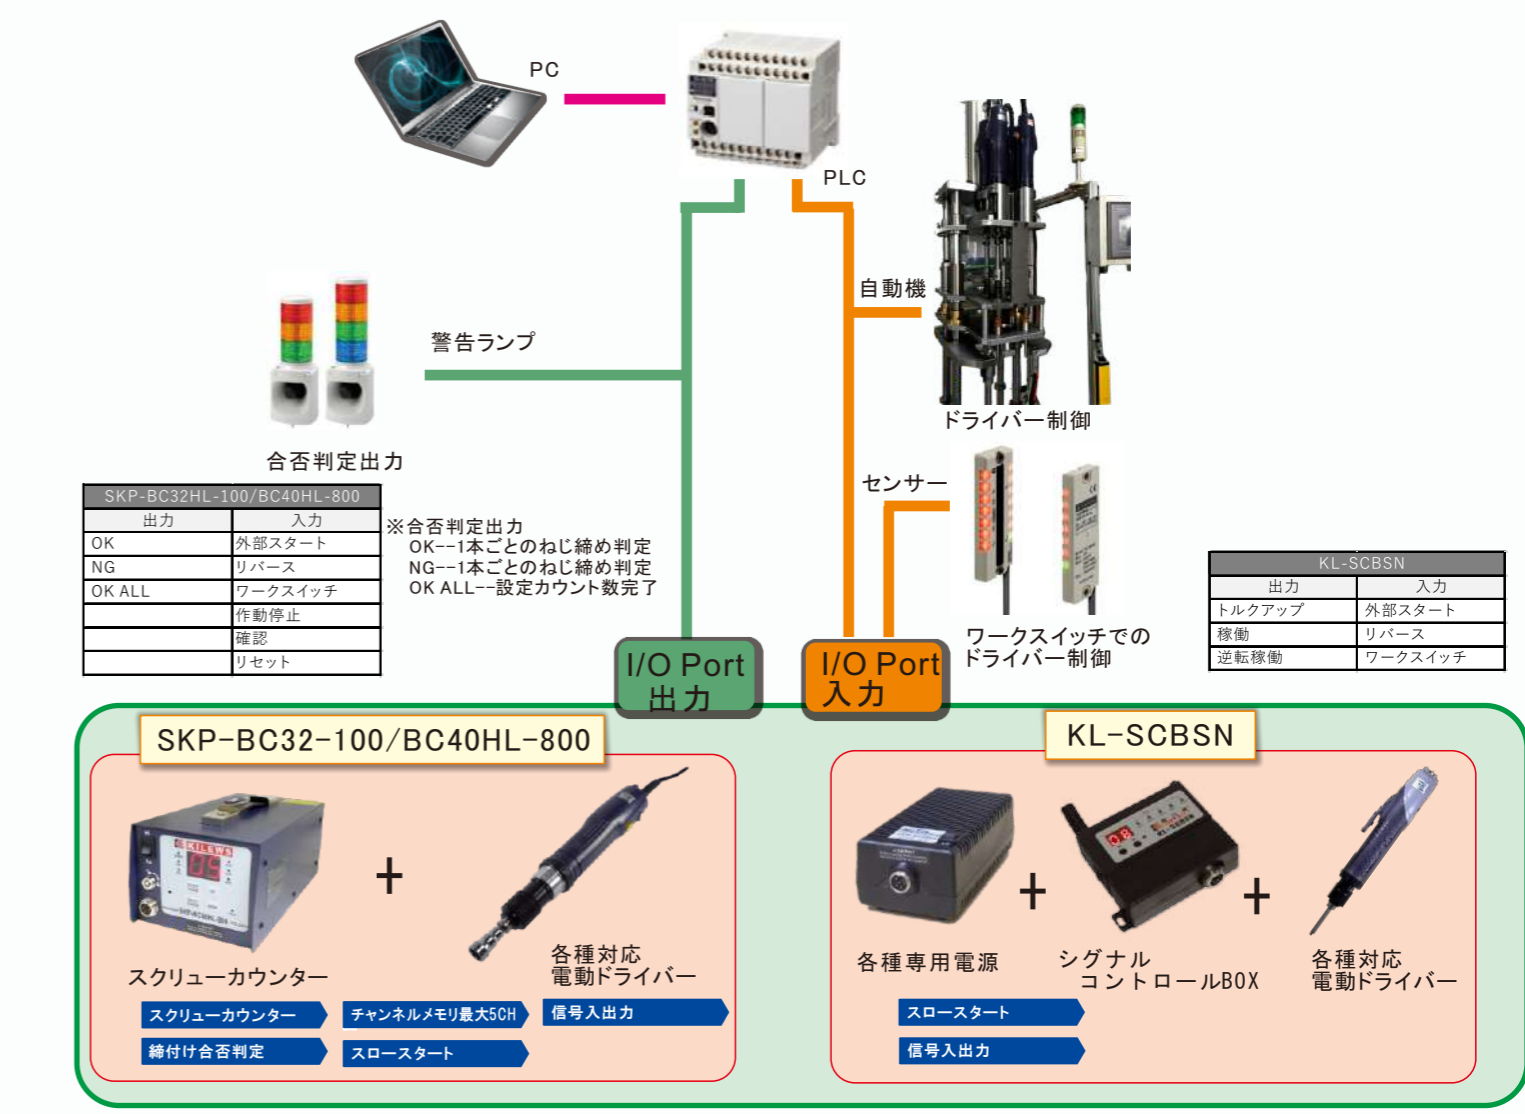 PC
PLC
自動機
警告ランプ
ドライバー制御
合否判定出力
センサー
SKP-BC32HL-100/BC40HL-800
出力 入力
OK 外部スタート
NG リバース
OK ALL ワークスイッチ
作動停止
確認
リセット
※合否判定出力
OK--1本ごとのねじ締め判定
NG--1本ごとのねじ締め判定
OK ALL--設定カウント数完了
ワークスイッチでの
ドライバー制御
KL-SCBSN
出力 入力
トルクアップ 外部スタート
稼働 リバース
逆転稼働 ワークスイッチ
I/O Port
出力
I/O Port
入力
SKP-BC32-100/BC40HL-800
KL-SCBSN
KILEWS
05
SKP-BC40HL-800
+
各種対応
電動ドライバー
スクリューカウンター
スクリューカウンター
チャンネルメモリ最大5CH
信号入出力
締付け合否判定
スロースタート
08
KL-SCBSN
+
+
各種専用電源
シグナル
コントロールBOX
各種対応
電動ドライバー
スロースタート
信号入出力